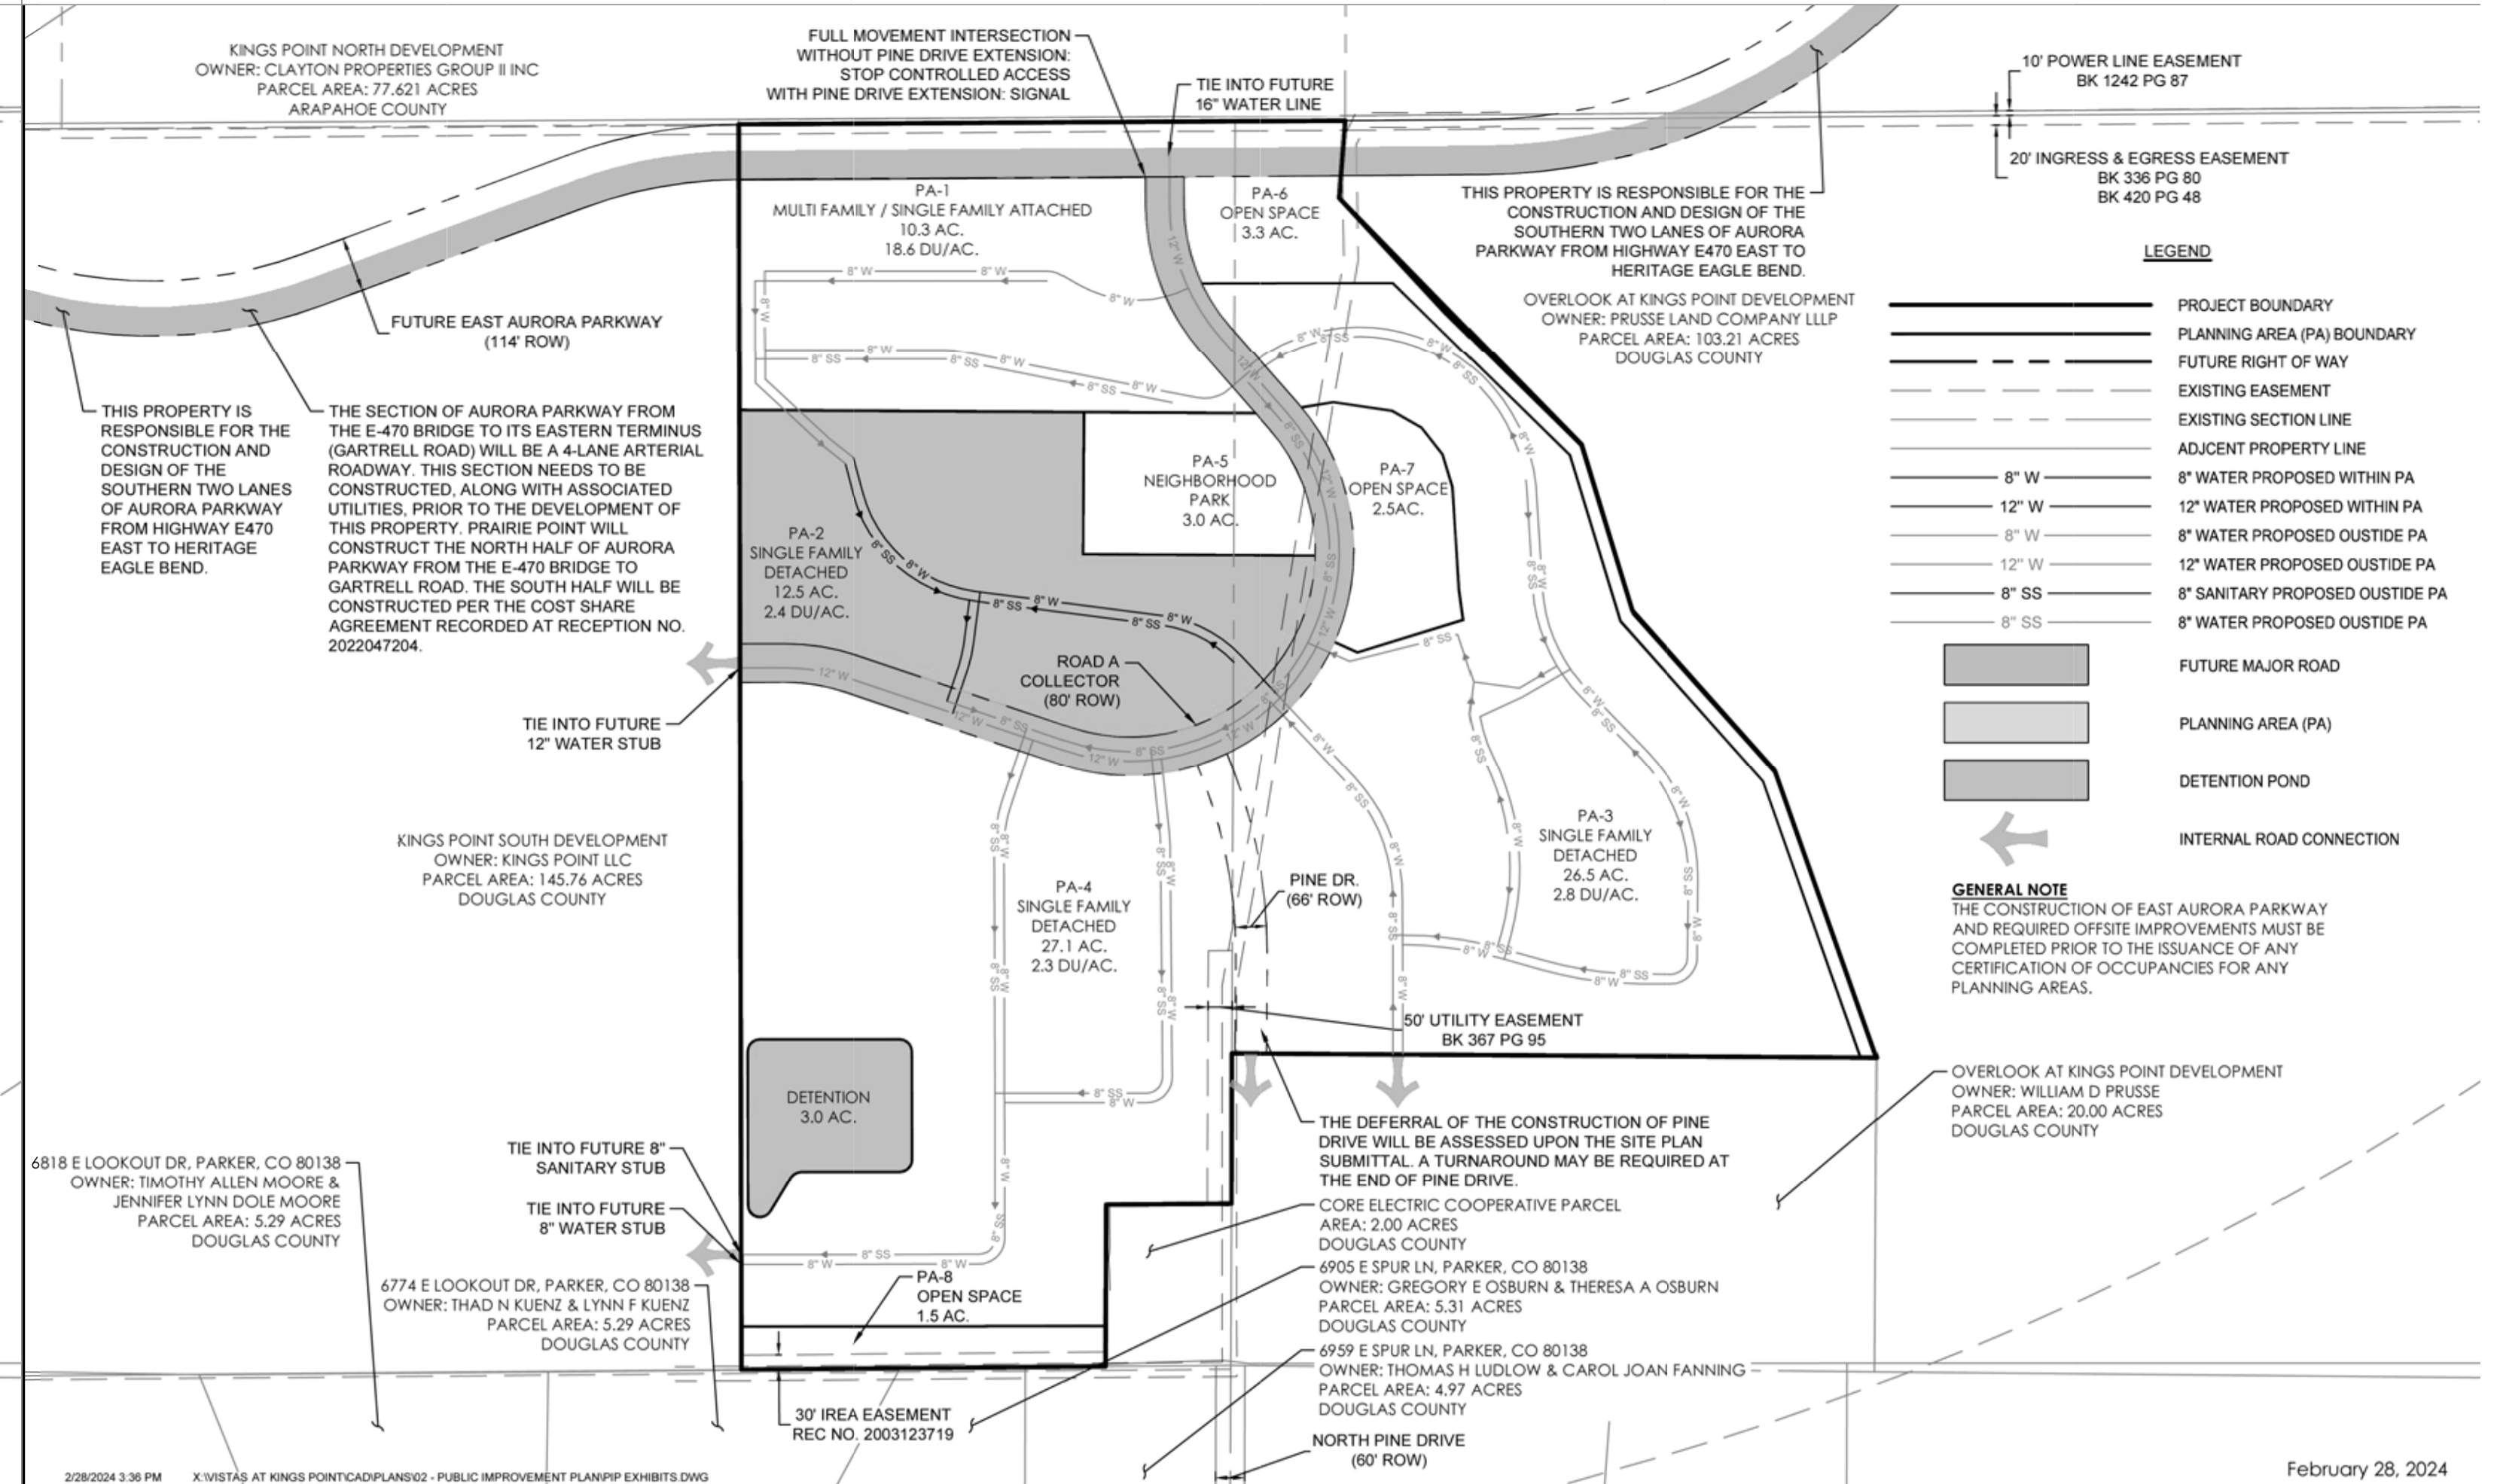 KINGS POINT NORTH DEVELOPMENT
OWNER: CLAYTON PROPERTIES GROUP II INC
PARCEL AREA: 77.621 ACRES
ARAPAHOE COUNTY
FULL MOVEMENT INTERSECTION
WITHOUT PINE DRIVE EXTENSION:
STOP CONTROLLED ACCESS
WITH PINE DRIVE EXTENSION: SIGNAL
TIE INTO FUTURE
16" WATER LINE
10' POWER LINE EASEMENT
BK 1242 PG 87
20' INGRESS & EGRESS EASEMENT
BK 336 PG 80
BK 420 PG 48
PA-1
MULTI FAMILY / SINGLE FAMILY ATTACHED
10.3 AC.
18.6 DU/AC.
PA-6
OPEN SPACE
3.3 AC.
THIS PROPERTY IS RESPONSIBLE FOR THE
CONSTRUCTION AND DESIGN OF THE
SOUTHERN TWO LANES OF AURORA
PARKWAY FROM HIGHWAY E470 EAST TO
HERITAGE EAGLE BEND.
OVERLOOK AT KINGS POINT DEVELOPMENT
OWNER: PRUSSE LAND COMPANY LLLP
PARCEL AREA: 103.21 ACRES
DOUGLAS COUNTY
FUTURE EAST AURORA PARKWAY
(114' ROW)
THIS PROPERTY IS
RESPONSIBLE FOR THE
CONSTRUCTION AND
DESIGN OF THE
SOUTHERN TWO LANES
OF AURORA PARKWAY
FROM HIGHWAY E470
EAST TO HERITAGE
EAGLE BEND.
THE SECTION OF AURORA PARKWAY FROM
THE E-470 BRIDGE TO ITS EASTERN TERMINUS
(GARTRELL ROAD) WILL BE A 4-LANE ARTERIAL
ROADWAY. THIS SECTION NEEDS TO BE
CONSTRUCTED, ALONG WITH ASSOCIATED
UTILITIES, PRIOR TO THE DEVELOPMENT OF
THIS PROPERTY. PRAIRIE POINT WILL
CONSTRUCT THE NORTH HALF OF AURORA
PARKWAY FROM THE E-470 BRIDGE TO
GARTRELL ROAD. THE SOUTH HALF WILL BE
CONSTRUCTED PER THE COST SHARE
AGREEMENT RECORDED AT RECEPTION NO.
2022047204.
PA-2
SINGLE FAMILY
DETACHED
12.5 AC.
2.4 DU/AC.
PA-5
NEIGHBORHOOD
PARK
3.0 AC.
PA-7
OPEN SPACE
2.5AC.
ROAD A
COLLECTOR
(80' ROW)
TIE INTO FUTURE
12" WATER STUB
KINGS POINT SOUTH DEVELOPMENT
OWNER: KINGS POINT LLC
PARCEL AREA: 145.76 ACRES
DOUGLAS COUNTY
PA-4
SINGLE FAMILY
DETACHED
27.1 AC.
2.3 DU/AC.
PINE DR.
(66' ROW)
PA-3
SINGLE FAMILY
DETACHED
26.5 AC.
2.8 DU/AC.
50' UTILITY EASEMENT
BK 367 PG 95
DETENTION
3.0 AC.
THE DEFERRAL OF THE CONSTRUCTION OF PINE
DRIVE WILL BE ASSESSED UPON THE SITE PLAN
SUBMITTAL. A TURNAROUND MAY BE REQUIRED AT
THE END OF PINE DRIVE.
CORE ELECTRIC COOPERATIVE PARCEL
AREA: 2.00 ACRES
DOUGLAS COUNTY
6905 E SPUR LN, PARKER, CO 80138
OWNER: GREGORY E OSBURN & THERESA A OSBURN
PARCEL AREA: 5.31 ACRES
DOUGLAS COUNTY
6959 E SPUR LN, PARKER, CO 80138
OWNER: THOMAS H LUDLOW & CAROL JOAN FANNING
PARCEL AREA: 4.97 ACRES
DOUGLAS COUNTY
NORTH PINE DRIVE
(60' ROW)
TIE INTO FUTURE 8"
SANITARY STUB
TIE INTO FUTURE
8" WATER STUB
6818 E LOOKOUT DR, PARKER, CO 80138
OWNER: TIMOTHY ALLEN MOORE &
JENNIFER LYNN DOLE MOORE
PARCEL AREA: 5.29 ACRES
DOUGLAS COUNTY
6774 E LOOKOUT DR, PARKER, CO 80138
OWNER: THAD N KUENZ & LYNN F KUENZ
PARCEL AREA: 5.29 ACRES
DOUGLAS COUNTY
PA-8
OPEN SPACE
1.5 AC.
30' IREA EASEMENT
REC NO. 2003123719
LEGEND
PROJECT BOUNDARY
PLANNING AREA (PA) BOUNDARY
FUTURE RIGHT OF WAY
EXISTING EASEMENT
EXISTING SECTION LINE
ADJCENT PROPERTY LINE
8" W 8" WATER PROPOSED WITHIN PA
12" W 12" WATER PROPOSED WITHIN PA
8" W 8" WATER PROPOSED OUSTIDE PA
12" W 12" WATER PROPOSED OUSTIDE PA
8" SS 8" SANITARY PROPOSED OUSTIDE PA
8" SS 8" WATER PROPOSED OUSTIDE PA
FUTURE MAJOR ROAD
PLANNING AREA (PA)
DETENTION POND
INTERNAL ROAD CONNECTION
GENERAL NOTE
THE CONSTRUCTION OF EAST AURORA PARKWAY
AND REQUIRED OFFSITE IMPROVEMENTS MUST BE
COMPLETED PRIOR TO THE ISSUANCE OF ANY
CERTIFICATION OF OCCUPANCIES FOR ANY
PLANNING AREAS.
OVERLOOK AT KINGS POINT DEVELOPMENT
OWNER: WILLIAM D PRUSSE
PARCEL AREA: 20.00 ACRES
DOUGLAS COUNTY
2/28/2024 3:36 PM X:\VISTAS AT KINGS POINT\CAD\PLANS\02 - PUBLIC IMPROVEMENT PLAN\PIP EXHIBITS.DWG
February 28, 2024